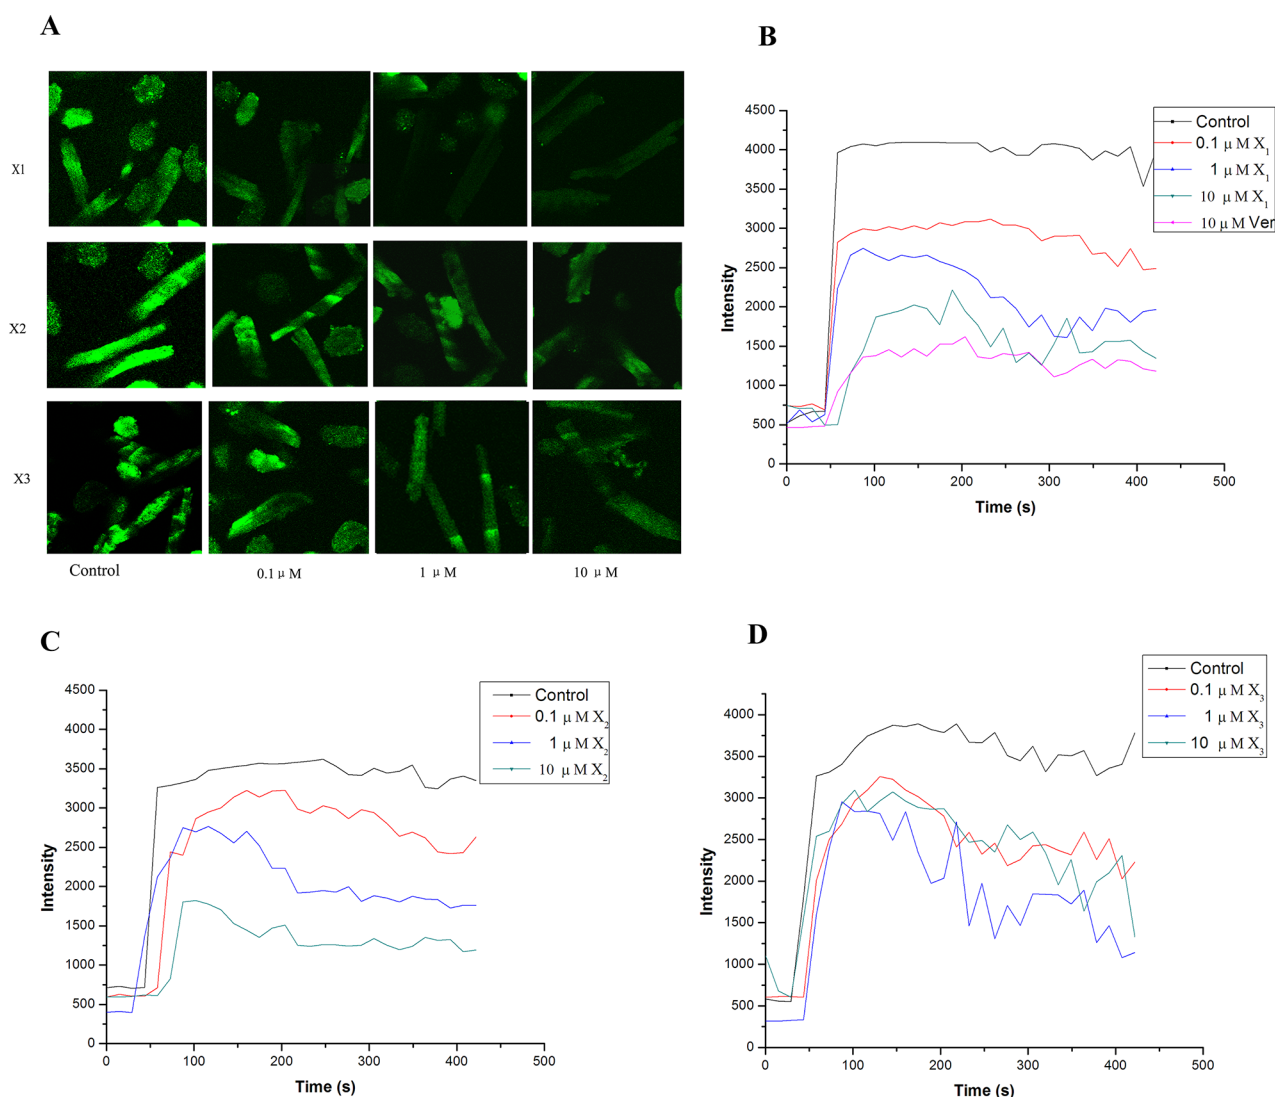 A
X1
X2
X3
Control
0.1 μ M
1 μ M
10 μ M
B
4500
4000
3500
3000
2500
2000
1500
1000
500
0
Intensity
0
100
200
300
400
500
Time (s)
Control
0.1 μ M X1
1 μ M X1
10 μ M X1
10 μ M Ver
C
4500
4000
3500
3000
2500
2000
1500
1000
500
0
Intensity
0
100
200
300
400
500
Time (s)
Control
0.1 μ M X2
1 μ M X2
10 μ M X2
D
4000
3500
3000
2500
2000
1500
1000
500
0
Intensity
0
100
200
300
400
500
Time (s)
Control
0.1 μ M X3
1 μ M X3
10 μ M X3